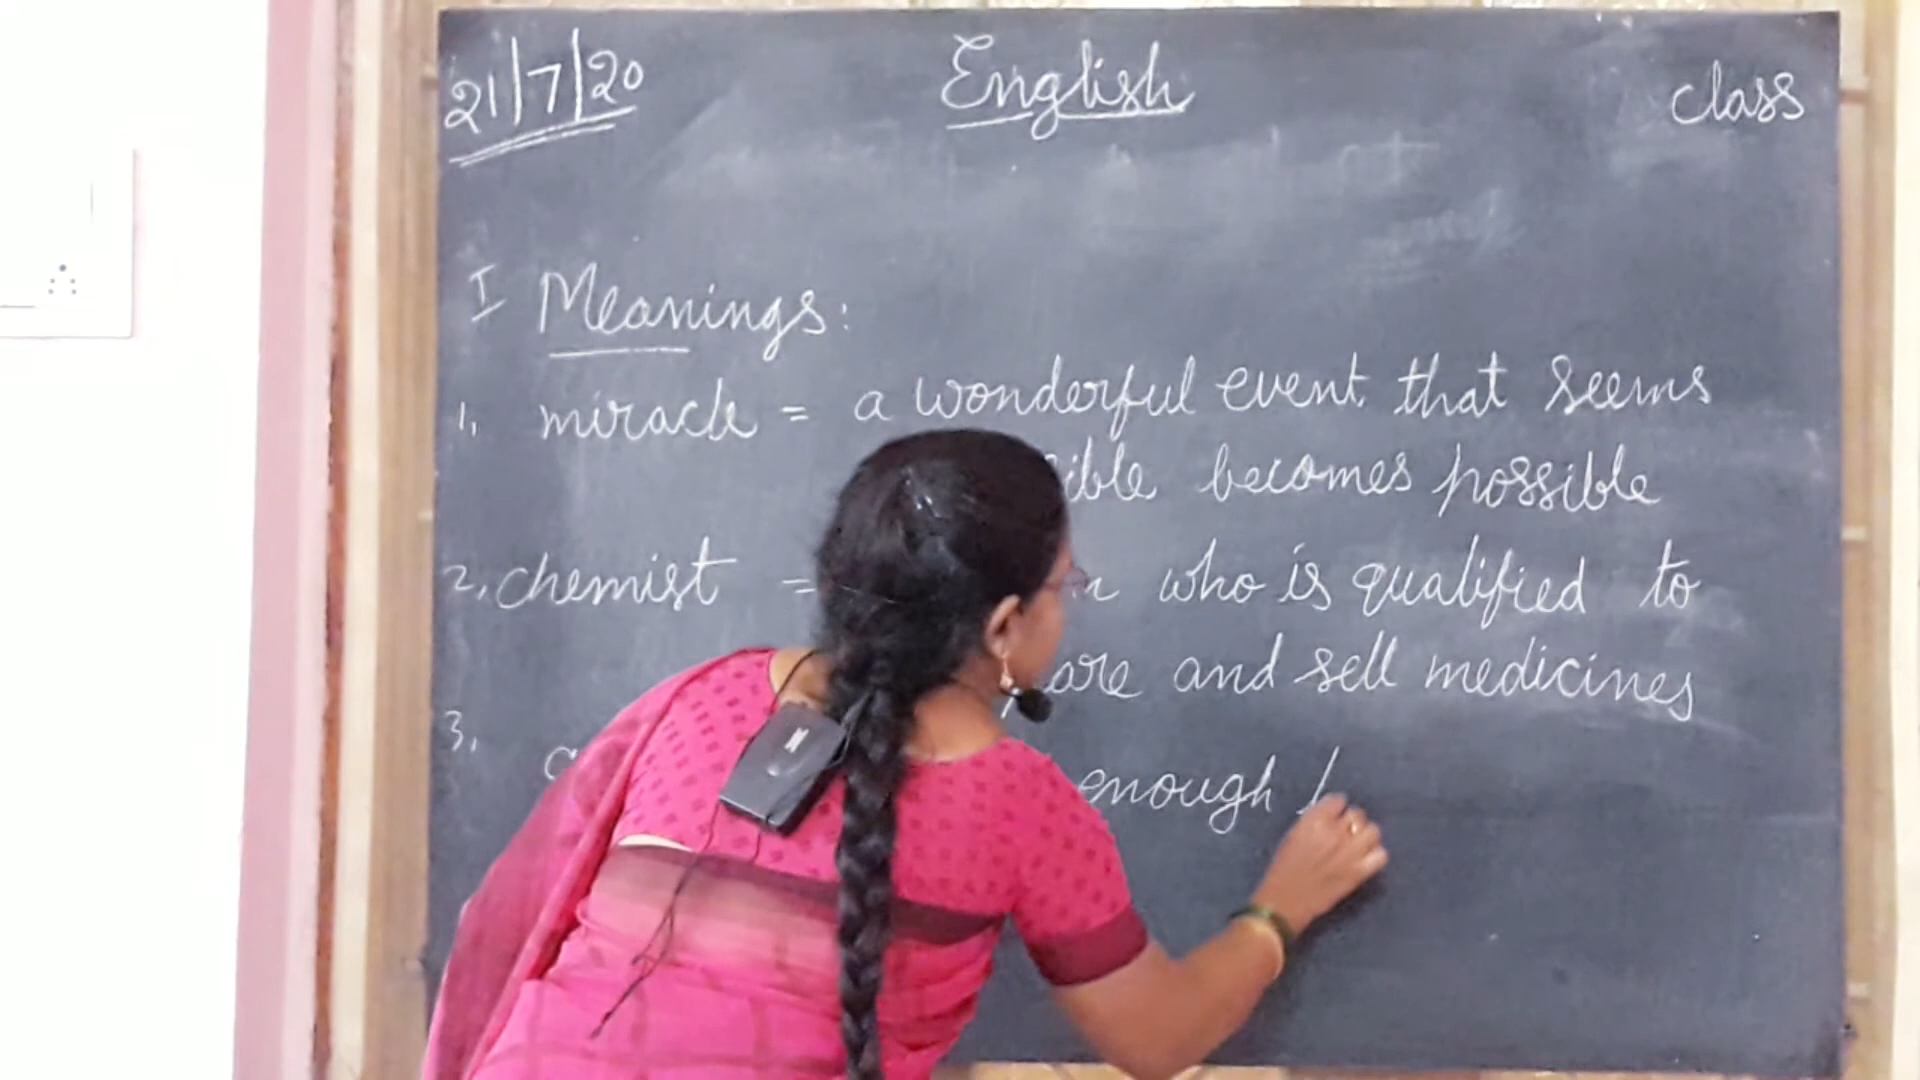 21/7/20 English class
I Meanings:
1. miracle = a wonderful event that seems
ible becomes possible
2. chemist = who is qualified to
are and sell medicines
3. enough